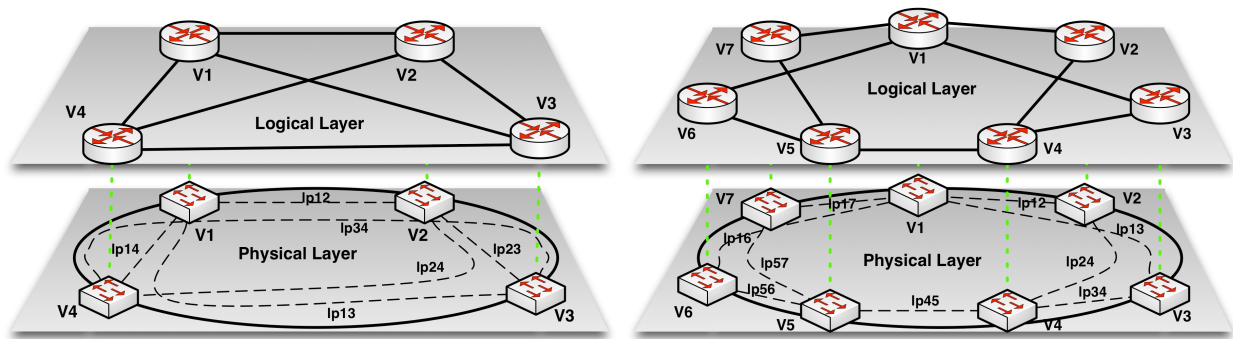 V1
V2
V4
V3
Logical Layer
lp12
V1
lp34
V2
lp14
lp23
Physical Layer
lp24
V4
lp13
V3
V7
V1
V2
Logical Layer
V6
V3
V5
V4
V7
V2
lp17
lp12
V1
lp16
lp13
lp57
Physical Layer
lp24
lp56
lp34
V6
lp45
V3
V5
V4